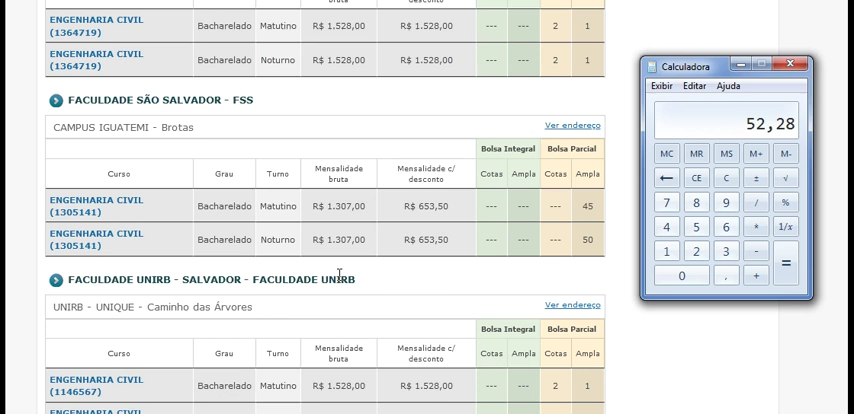 bruta desconto
ENGENHARIA CIVIL (1364719) Bacharelado Matutino R$ 1.528,00 R$ 1.528,00 --- --- 2 1
ENGENHARIA CIVIL (1364719) Bacharelado Noturno R$ 1.528,00 R$ 1.528,00 --- --- 2 1
FACULDADE SÃO SALVADOR - FSS
CAMPUS IGUATEMI - Brotas Ver endereço
Bolsa Integral Bolsa Parcial
Curso Grau Turno Mensalidade bruta Mensalidade c/ desconto Cotas Ampla Cotas Ampla
ENGENHARIA CIVIL (1305141) Bacharelado Matutino R$ 1.307,00 R$ 653,50 --- --- --- 45
ENGENHARIA CIVIL (1305141) Bacharelado Noturno R$ 1.307,00 R$ 653,50 --- --- --- 50
FACULDADE UNIRB - SALVADOR - FACULDADE UNIRB
UNIRB - UNIQUE - Caminho das Árvores Ver endereço
Bolsa Integral Bolsa Parcial
Curso Grau Turno Mensalidade bruta Mensalidade c/ desconto Cotas Ampla Cotas Ampla
ENGENHARIA CIVIL (1146567) Bacharelado Matutino R$ 1.528,00 R$ 1.528,00 --- --- 2 1
Calculadora
Exibir Editar Ajuda
52,28
MC MR MS M+ M-
← CE C ± √
7 8 9 / %
4 5 6 * 1/x
1 2 3 - =
0 , +